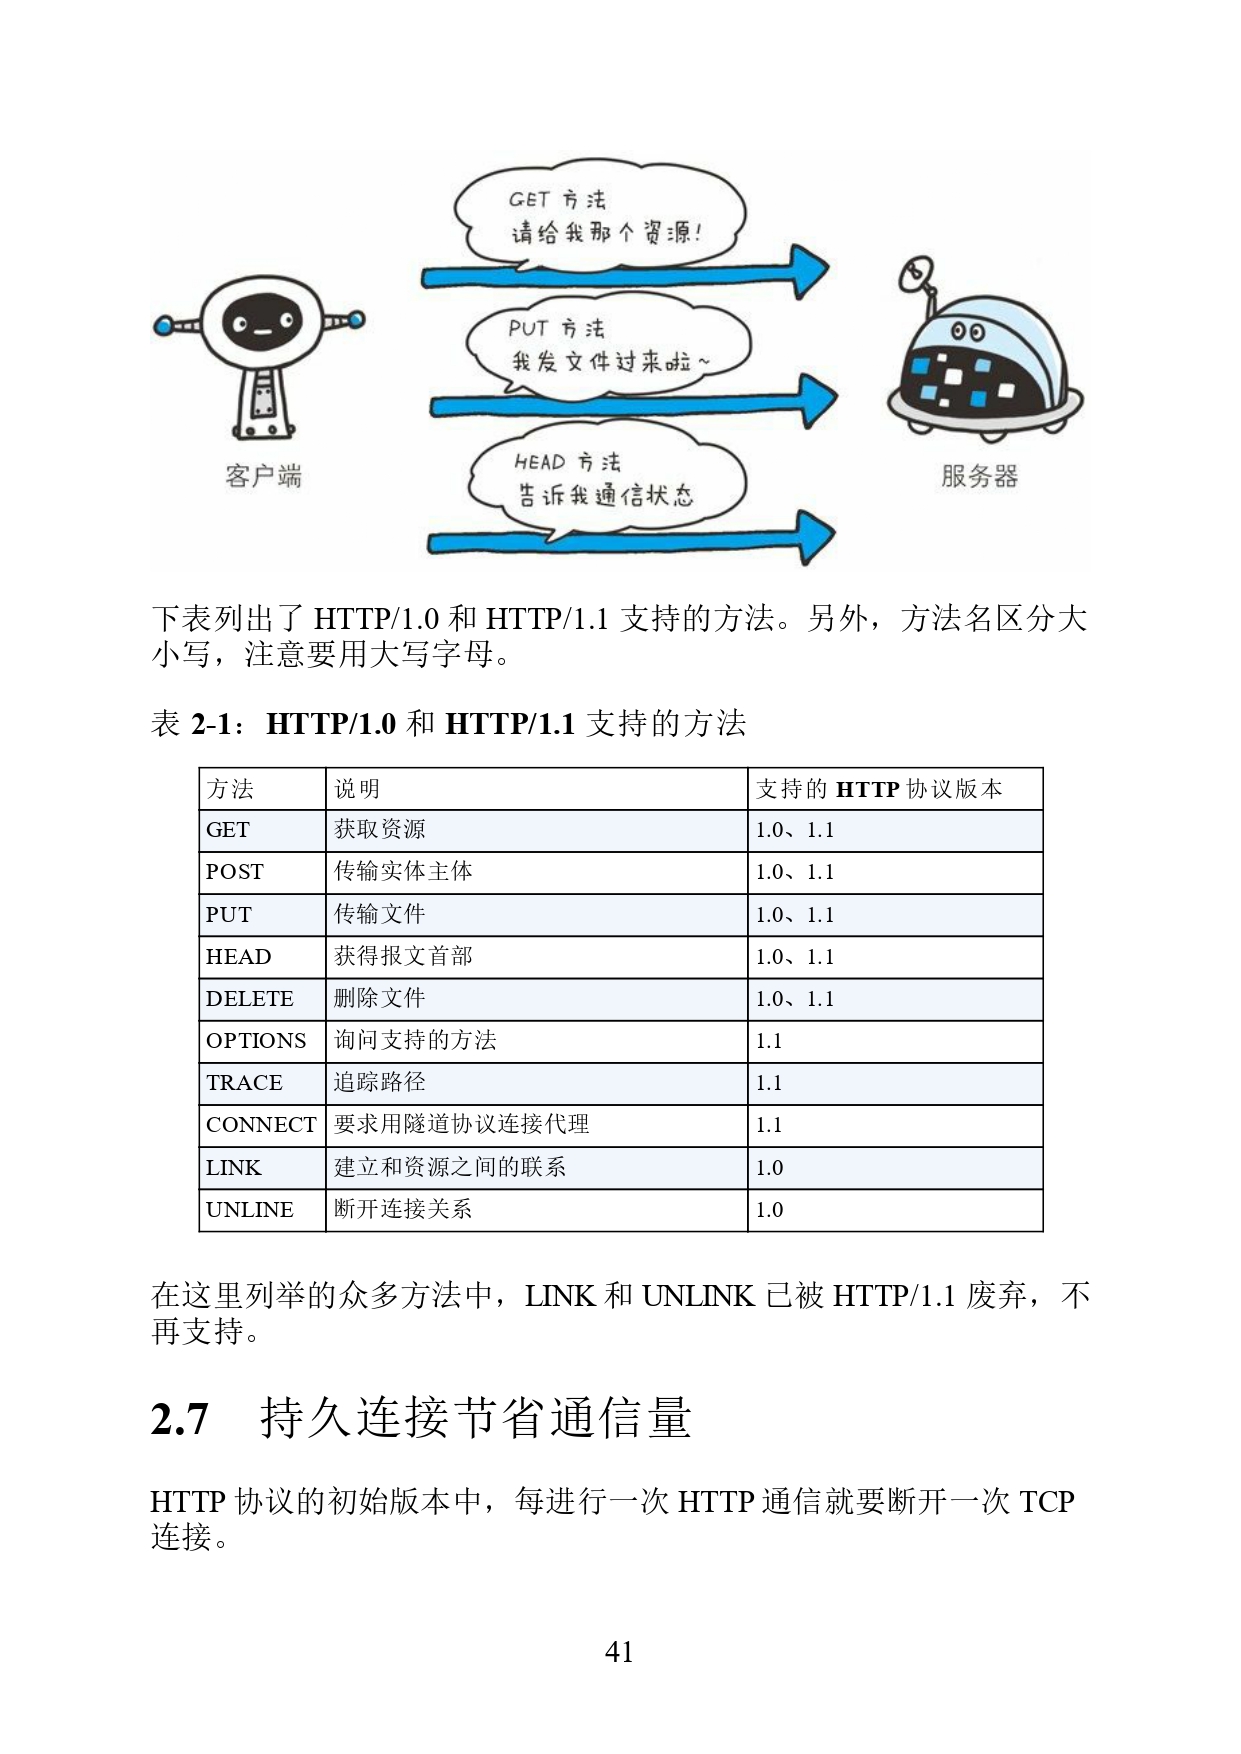 GET 方法
请给我那个资源!
PUT 方法
我发文件过来啦~
HEAD 方法
告诉我通信状态
客户端
服务器
下表列出了 HTTP/1.0 和 HTTP/1.1 支持的方法。另外，方法名区分大
小写，注意要用大写字母。
表 2-1：HTTP/1.0 和 HTTP/1.1 支持的方法
方法 说明 支持的 HTTP 协议版本
GET 获取资源 1.0、1.1
POST 传输实体主体 1.0、1.1
PUT 传输文件 1.0、1.1
HEAD 获得报文首部 1.0、1.1
DELETE 删除文件 1.0、1.1
OPTIONS 询问支持的方法 1.1
TRACE 追踪路径 1.1
CONNECT 要求用隧道协议连接代理 1.1
LINK 建立和资源之间的联系 1.0
UNLINE 断开连接关系 1.0
在这里列举的众多方法中，LINK 和 UNLINK 已被 HTTP/1.1 废弃，不
再支持。
2.7 持久连接节省通信量
HTTP 协议的初始版本中，每进行一次 HTTP 通信就要断开一次 TCP
连接。
41